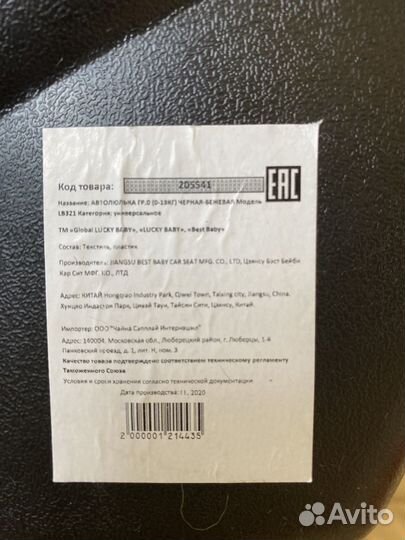 Код товара: 205541
ЕАС
Название: АВТОЛЮЛЬКА ГР.0 (0-13КГ) ЧЕРНАЯ-БЕЖЕВАЯ Модель
LB321 Категория: универсальное
ТМ «Global LUCKY BABY», «LUCKY BABY», «Best Baby»
Состав: Текстиль, пластик
Производитель: JIANGSU BEST BABY CAR SEAT MFG. CO., LTD, Цзянсу Бэст Бейби
Кар Сит МФГ. КО., ЛТД
Адрес: КИТАЙ Hongqiao Industry Park, Qiwei Town, Taixing city, Jiangsu, China.
Хунцяо Индастри Парк, Цивэй Таун, Тайсин Сити, Цзянсу, Китай.
Импортер: ООО "Чайна Сапплай Интернешнл"
Адрес: 140004, Московская обл., Люберецкий район, г. Люберцы, 1-й
Панковский проезд, д. 1, лит. Н, ком. 3
Качество товара подтверждено соответствием техническому регламенту
Таможенного Союза
Условия и сроки хранения согласно технической документации
Дата производства: 11, 2020
2 000001 214435
Avito